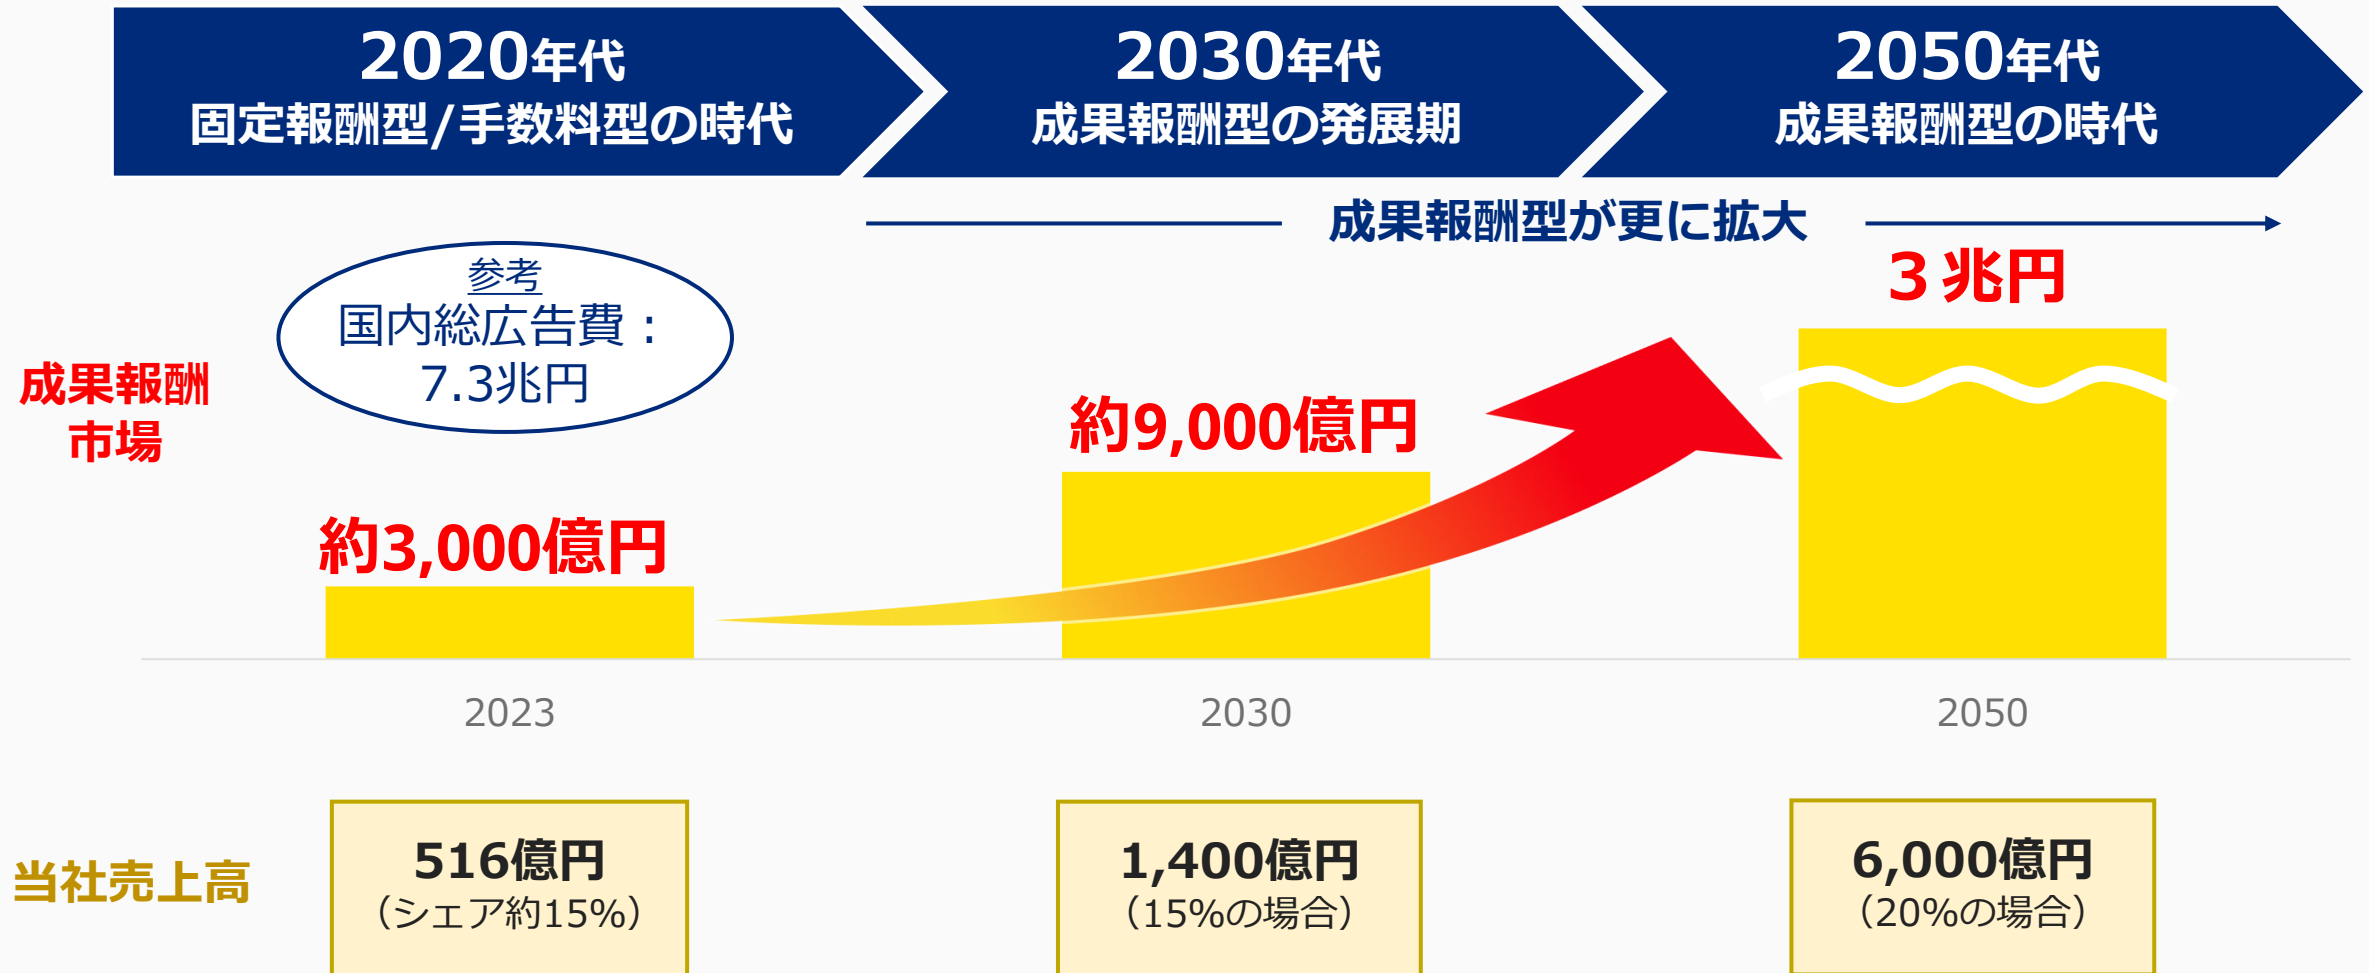 2020年代
固定報酬型/手数料型の時代
2030年代
成果報酬型の発展期
2050年代
成果報酬型の時代
成果報酬型が更に拡大
参考
国内総広告費：
7.3兆円
成果報酬
市場
約3,000億円
約9,000億円
３兆円
2023
2030
2050
当社売上高
516億円
（シェア約15%）
1,400億円
（15%の場合）
6,000億円
（20%の場合）